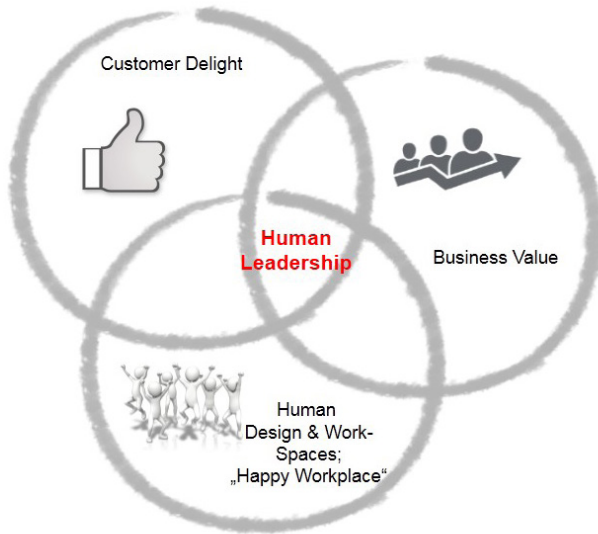 Customer Delight
Human
Leadership
Business Value
Human
Design & Work-
Spaces;
„Happy Workplace“